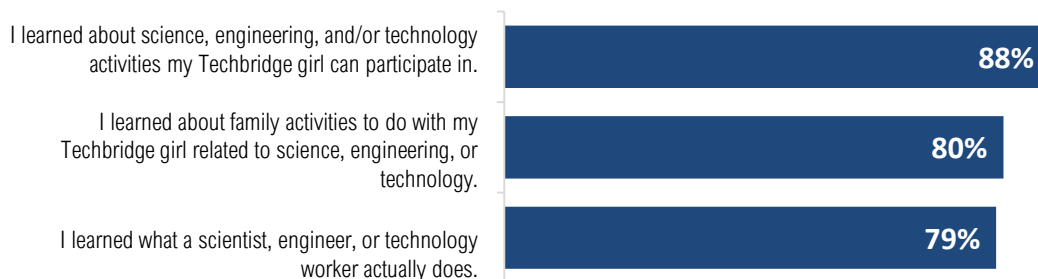 I learned about science, engineering, and/or technology
activities my Techbridge girl can participate in.
88%
I learned about family activities to do with my
Techbridge girl related to science, engineering, or
technology.
80%
I learned what a scientist, engineer, or technology
worker actually does.
79%